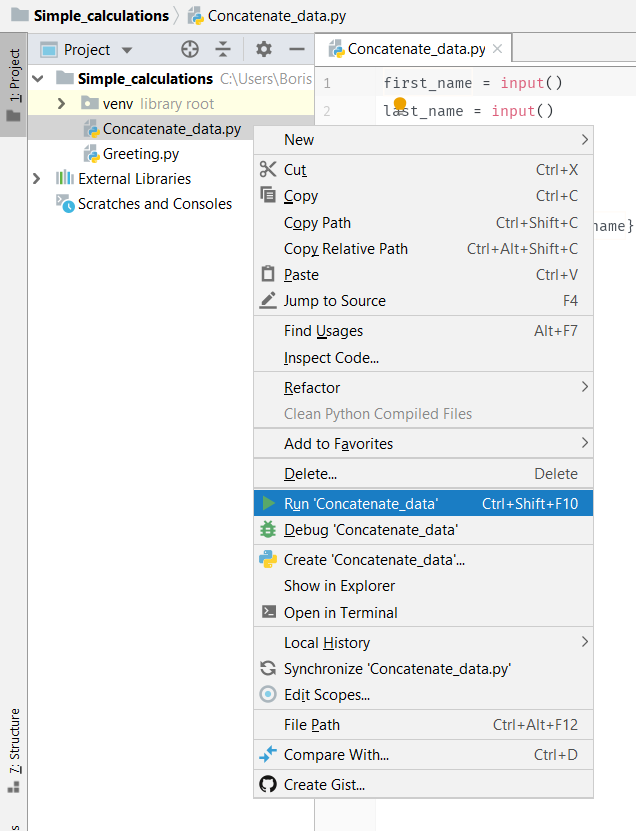 Simple_calculations Concatenate_data.py
1: Project
Project
Concatenate_data.py
Simple_calculations C:\Users\Boris
venv library root
Concatenate_data.py
Greeting.py
External Libraries
Scratches and Consoles
1 first_name = input()
2 last_name = input()
name}
New
Cut Ctrl+X
Copy Ctrl+C
Copy Path Ctrl+Shift+C
Copy Relative Path Ctrl+Alt+Shift+C
Paste Ctrl+V
Jump to Source F4
Find Usages Alt+F7
Inspect Code...
Refactor
Clean Python Compiled Files
Add to Favorites
Delete... Delete
Run 'Concatenate_data' Ctrl+Shift+F10
Debug 'Concatenate_data'
Create 'Concatenate_data'...
Show in Explorer
Open in Terminal
Local History
Synchronize 'Concatenate_data.py'
Edit Scopes...
File Path Ctrl+Alt+F12
Compare With... Ctrl+D
Create Gist...
7: Structure